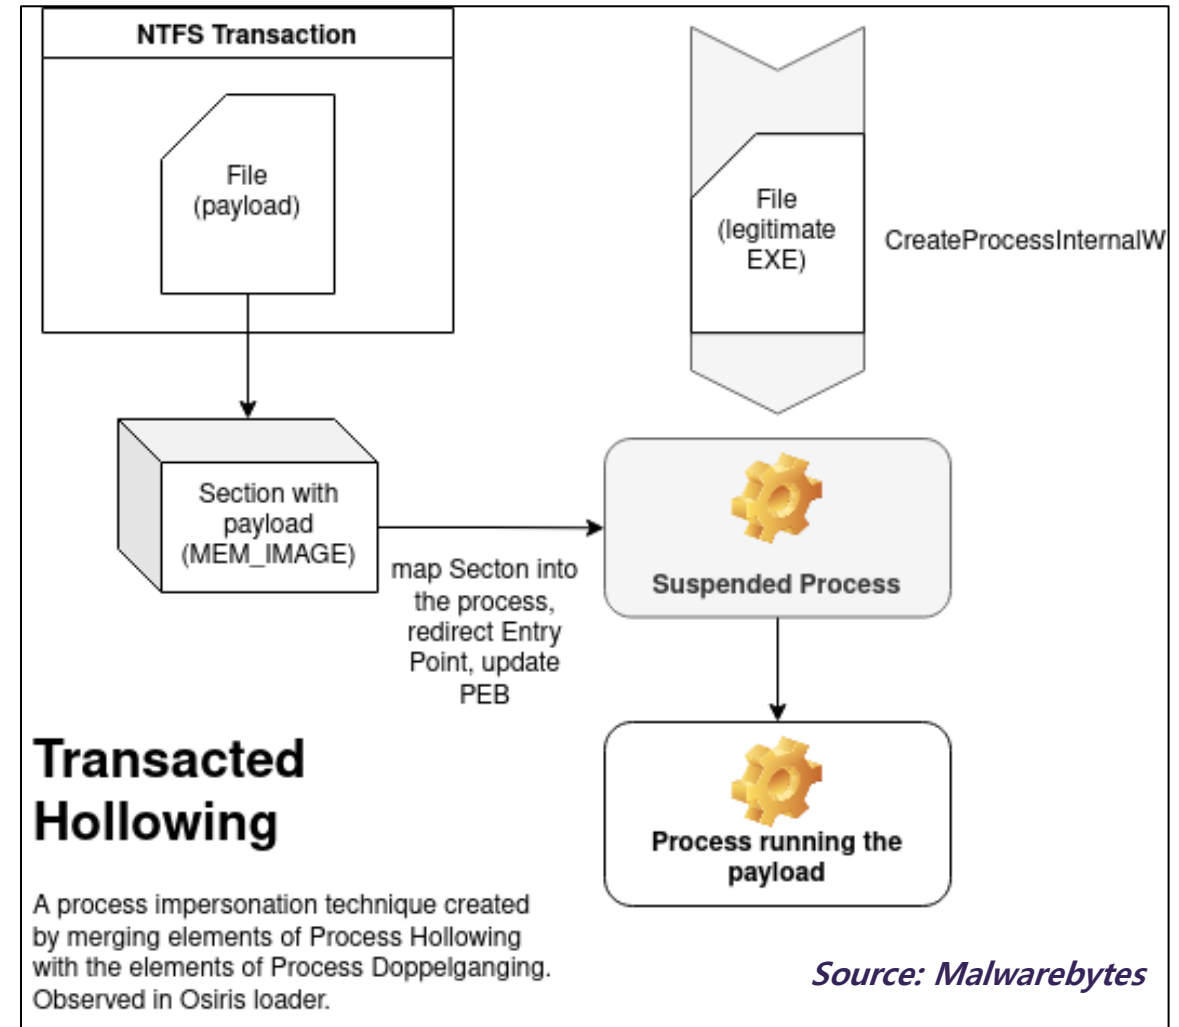 NTFS Transaction
File
(payload)
File
(legitimate
EXE)
CreateProcessInternalW
Section with
payload
(MEM_IMAGE)
map Secton into
the process,
redirect Entry
Point, update
PEB
Suspended Process
Process running the
payload
Transacted
Hollowing
A process impersonation technique created
by merging elements of Process Hollowing
with the elements of Process Doppelganging.
Observed in Osiris loader.
Source: Malwarebytes